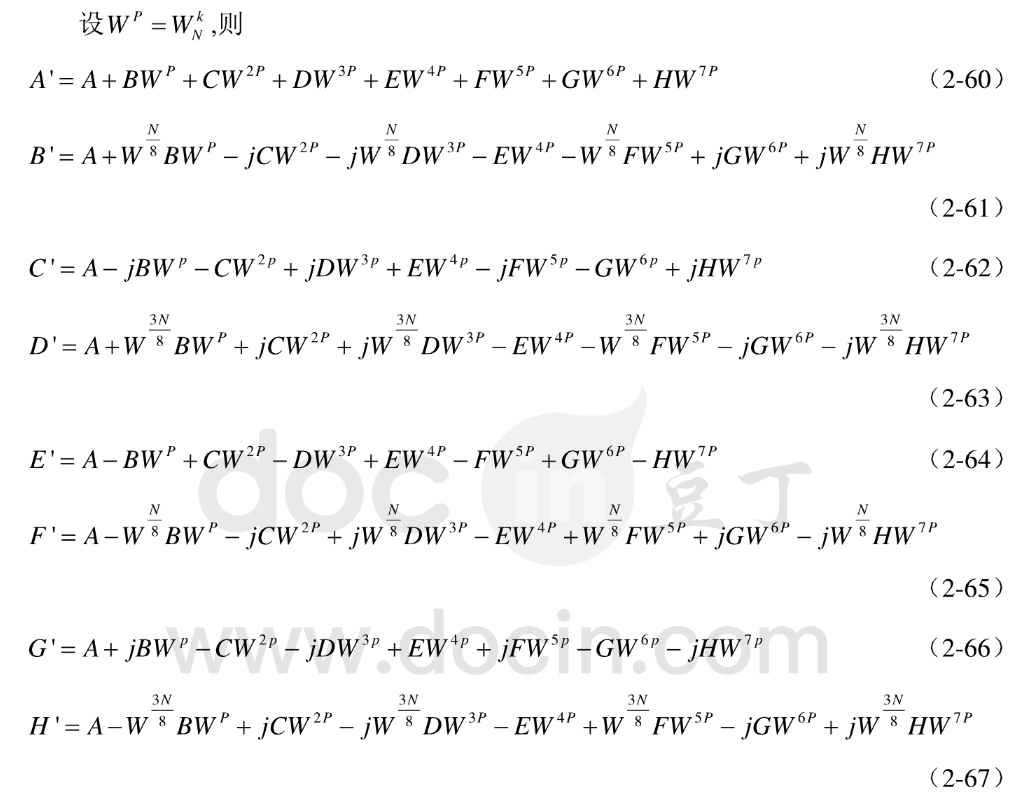 设 W^P = W_N^k ,则
A' = A + BW^P + CW^{2P} + DW^{3P} + EW^{4P} + FW^{5P} + GW^{6P} + HW^{7P} （2-60）
B' = A + W^{N/8}BW^P − jCW^{2P} − jW^{N/8}DW^{3P} − EW^{4P} − W^{N/8}FW^{5P} + jGW^{6P} + jW^{N/8}HW^{7P}
（2-61）
C' = A − jBW^p − CW^{2p} + jDW^{3p} + EW^{4p} − jFW^{5p} − GW^{6p} + jHW^{7p} （2-62）
D' = A + W^{3N/8}BW^P + jCW^{2P} + jW^{3N/8}DW^{3P} − EW^{4P} − W^{3N/8}FW^{5P} − jGW^{6P} − jW^{3N/8}HW^{7P}
（2-63）
E' = A − BW^P + CW^{2P} − DW^{3P} + EW^{4P} − FW^{5P} + GW^{6P} − HW^{7P} （2-64）
doc in 豆丁
F' = A − W^{N/8}BW^P − jCW^{2P} + jW^{N/8}DW^{3P} − EW^{4P} + W^{N/8}FW^{5P} + jGW^{6P} − jW^{N/8}HW^{7P}
（2-65）
G' = A + jBW^p − CW^{2p} − jDW^{3p} + EW^{4p} + jFW^{5p} − GW^{6p} − jHW^{7p} （2-66）
www.docin.com
H' = A − W^{3N/8}BW^P + jCW^{2P} − jW^{3N/8}DW^{3P} − EW^{4P} + W^{3N/8}FW^{5P} − jGW^{6P} + jW^{3N/8}HW^{7P}
（2-67）